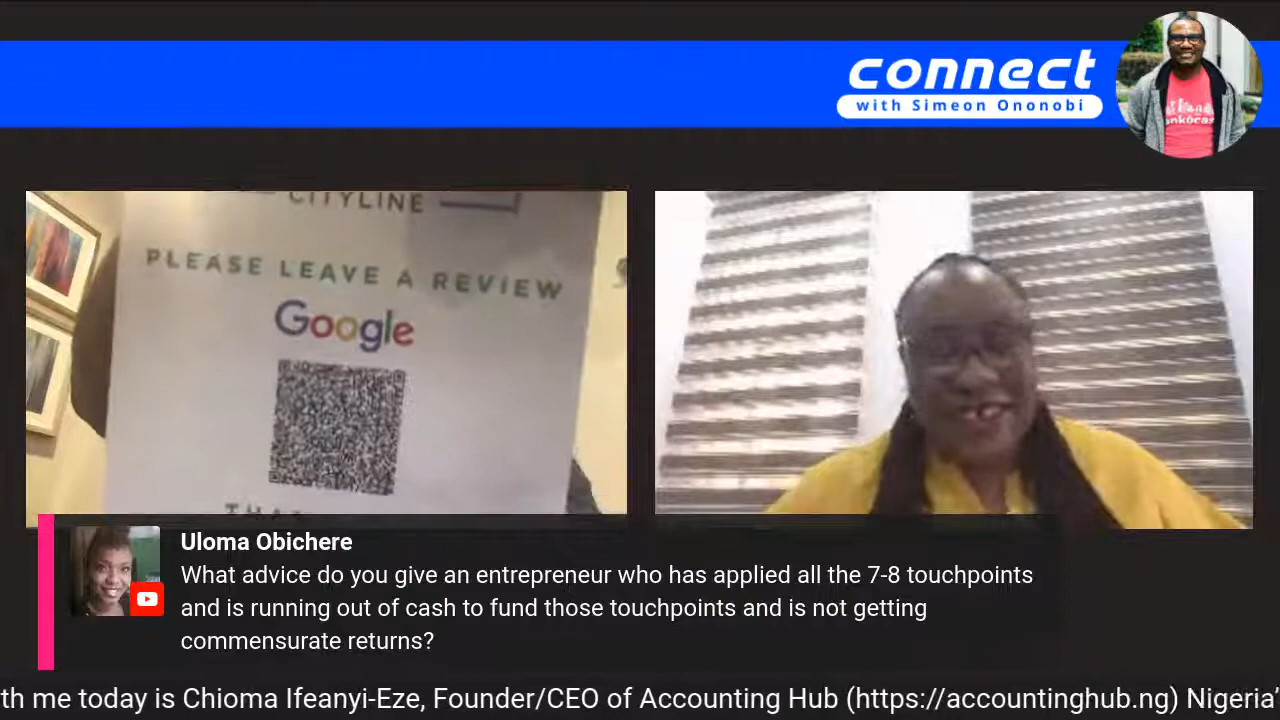 connect
with Simeon Ononobi
CITYLINE
PLEASE LEAVE A REVIEW
Google
Uloma Obichere
What advice do you give an entrepreneur who has applied all the 7-8 touchpoints
and is running out of cash to fund those touchpoints and is not getting
commensurate returns?
th me today is Chioma Ifeanyi-Eze, Founder/CEO of Accounting Hub (https://accountinghub.ng) Nigeria'